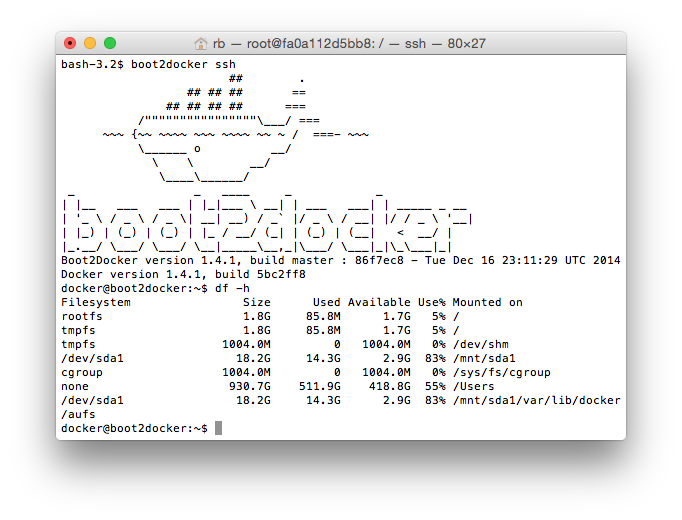 rb — root@fa0a112d5bb8: / — ssh — 80×27
bash-3.2$ boot2docker ssh
                        ##        .
                  ## ## ##       ==
               ## ## ## ##      ===
           /""""""""""""""""\___/ ===
      ~~~ {~~ ~~~~ ~~~ ~~~~ ~~ ~ /  ===- ~~~
           \______ o          __/
             \    \        __/
              \____\______/
 _                 _   ____     _            _
| |__   ___   ___ | |_|___ \ __| | ___   ___| | _____ _ __
| '_ \ / _ \ / _ \| __| __) / _` |/ _ \ / __| |/ / _ \ '__|
| |_) | (_) | (_) | |_ / __/ (_| | (_) | (__|   <  __/ |
|_.__/ \___/ \___/ \__|_____\__,_|\___/ \___|_|\_\___|_|
Boot2Docker version 1.4.1, build master : 86f7ec8 - Tue Dec 16 23:11:29 UTC 2014
Docker version 1.4.1, build 5bc2ff8
docker@boot2docker:~$ df -h
Filesystem                Size      Used Available Use% Mounted on
rootfs                    1.8G     85.8M      1.7G   5% /
tmpfs                     1.8G     85.8M      1.7G   5% /
tmpfs                  1004.0M         0   1004.0M   0% /dev/shm
/dev/sda1                18.2G     14.3G      2.9G  83% /mnt/sda1
cgroup                 1004.0M         0   1004.0M   0% /sys/fs/cgroup
none                    930.7G    511.9G    418.8G  55% /Users
/dev/sda1                18.2G     14.3G      2.9G  83% /mnt/sda1/var/lib/docker
/aufs
docker@boot2docker:~$